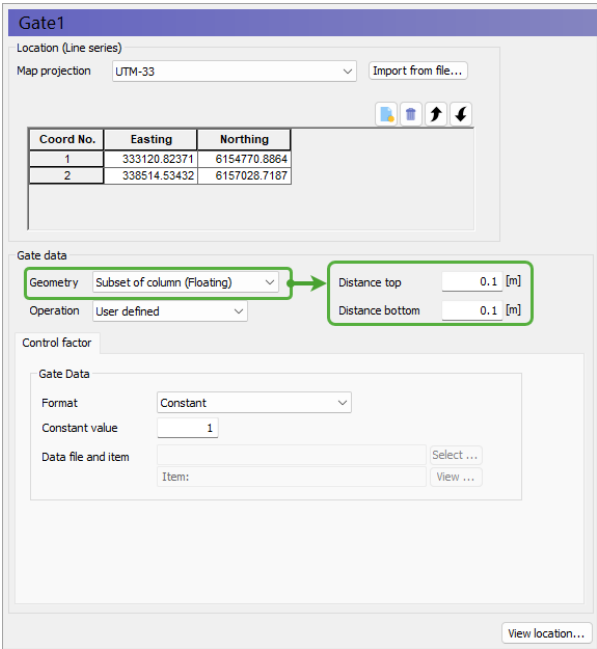 Gate1
Location (Line series)
Map projection UTM-33 Import from file...
Coord No. Easting Northing
1 333120.82371 6154770.8864
2 338514.53432 6157028.7187
Gate data
Geometry Subset of column (Floating) Distance top 0.1 [m]
Operation User defined Distance bottom 0.1 [m]
Control factor
Gate Data
Format Constant
Constant value 1
Data file and item Select ...
Item: View ...
View location...